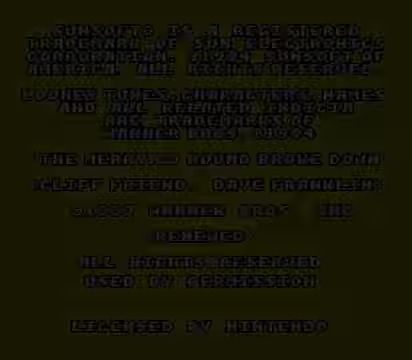 SUNSOFT® IS A REGISTERED
TRADEMARK OF SUN ELECTRONICS
CORPORATION. SUNSOFT OF
AMERICA. ALL RIGHTS RESERVED.
LOONEY TUNES, CHARACTERS, NAMES
AND ALL RELATED INDICIA
ARE TRADEMARKS OF
WARNER BROS.
THE MERRY-GO-ROUND BROKE DOWN
(CLIFF FRIEND, DAVE FRANKLIN)
©1937 WARNER BROS. INC
(RENEWED)
ALL RIGHTS RESERVED
USED BY PERMISSION
LICENSED BY NINTENDO